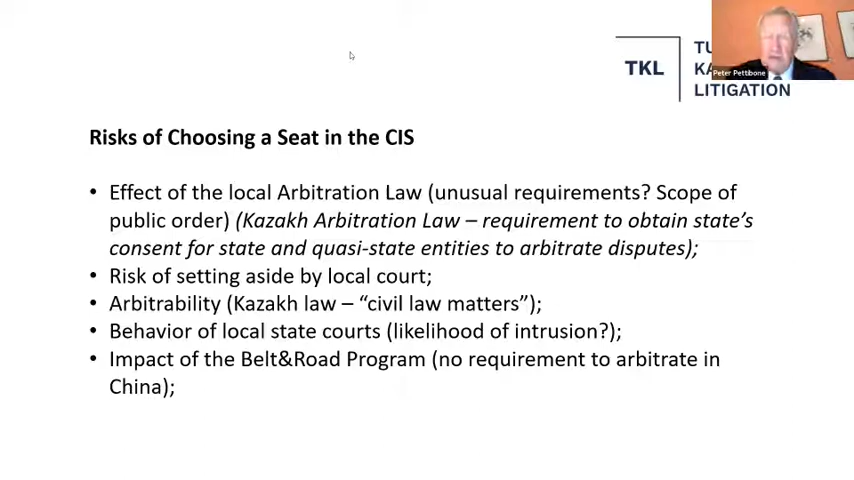 TKL
TU
KA
LITIGATION
Peter Pettibone
Risks of Choosing a Seat in the CIS
• Effect of the local Arbitration Law (unusual requirements? Scope of
public order) (Kazakh Arbitration Law – requirement to obtain state's
consent for state and quasi-state entities to arbitrate disputes);
• Risk of setting aside by local court;
• Arbitrability (Kazakh law – “civil law matters”);
• Behavior of local state courts (likelihood of intrusion?);
• Impact of the Belt&Road Program (no requirement to arbitrate in
China);